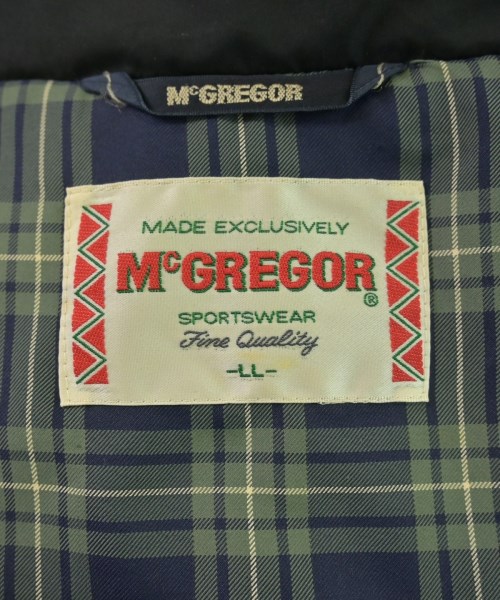 McGREGOR
MADE EXCLUSIVELY
McGREGOR®
SPORTSWEAR
Fine Quality
-LL-